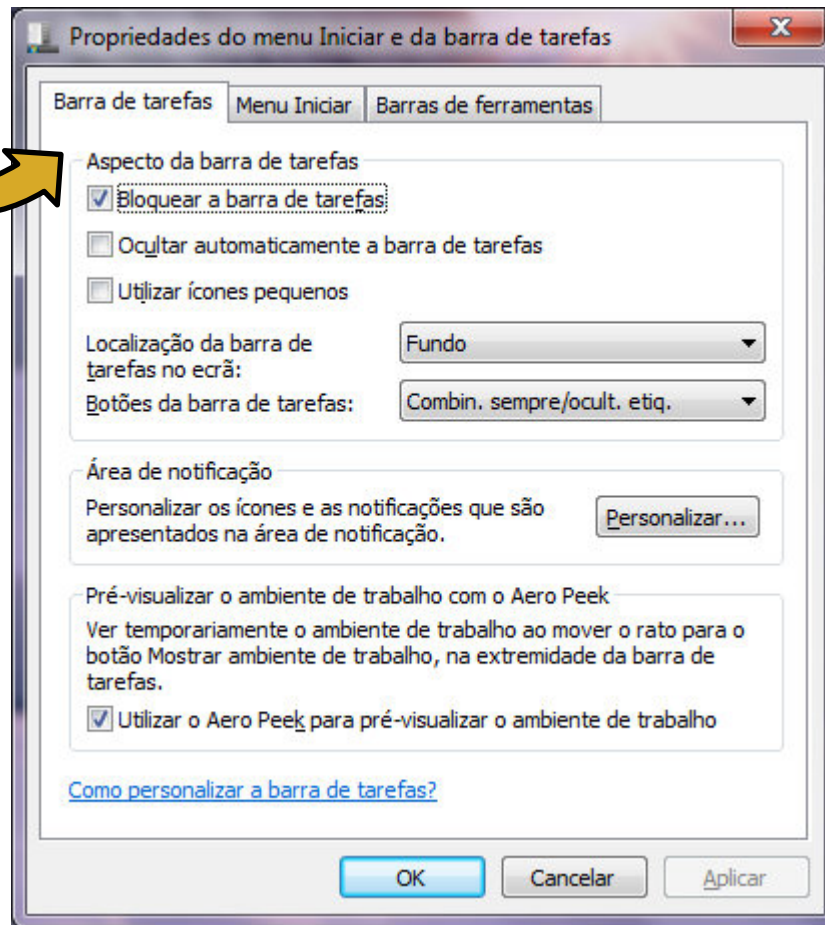 Propriedades do menu Iniciar e da barra de tarefas
Barra de tarefas
Menu Iniciar
Barras de ferramentas
Aspecto da barra de tarefas
Bloquear a barra de tarefas
Ocultar automaticamente a barra de tarefas
Utilizar ícones pequenos
Localização da barra de
tarefas no ecrã:
Fundo
Botões da barra de tarefas:
Combin. sempre/ocult. etiq.
Área de notificação
Personalizar os ícones e as notificações que são
apresentados na área de notificação.
Personalizar...
Pré-visualizar o ambiente de trabalho com o Aero Peek
Ver temporariamente o ambiente de trabalho ao mover o rato para o
botão Mostrar ambiente de trabalho, na extremidade da barra de
tarefas.
Utilizar o Aero Peek para pré-visualizar o ambiente de trabalho
Como personalizar a barra de tarefas?
OK
Cancelar
Aplicar